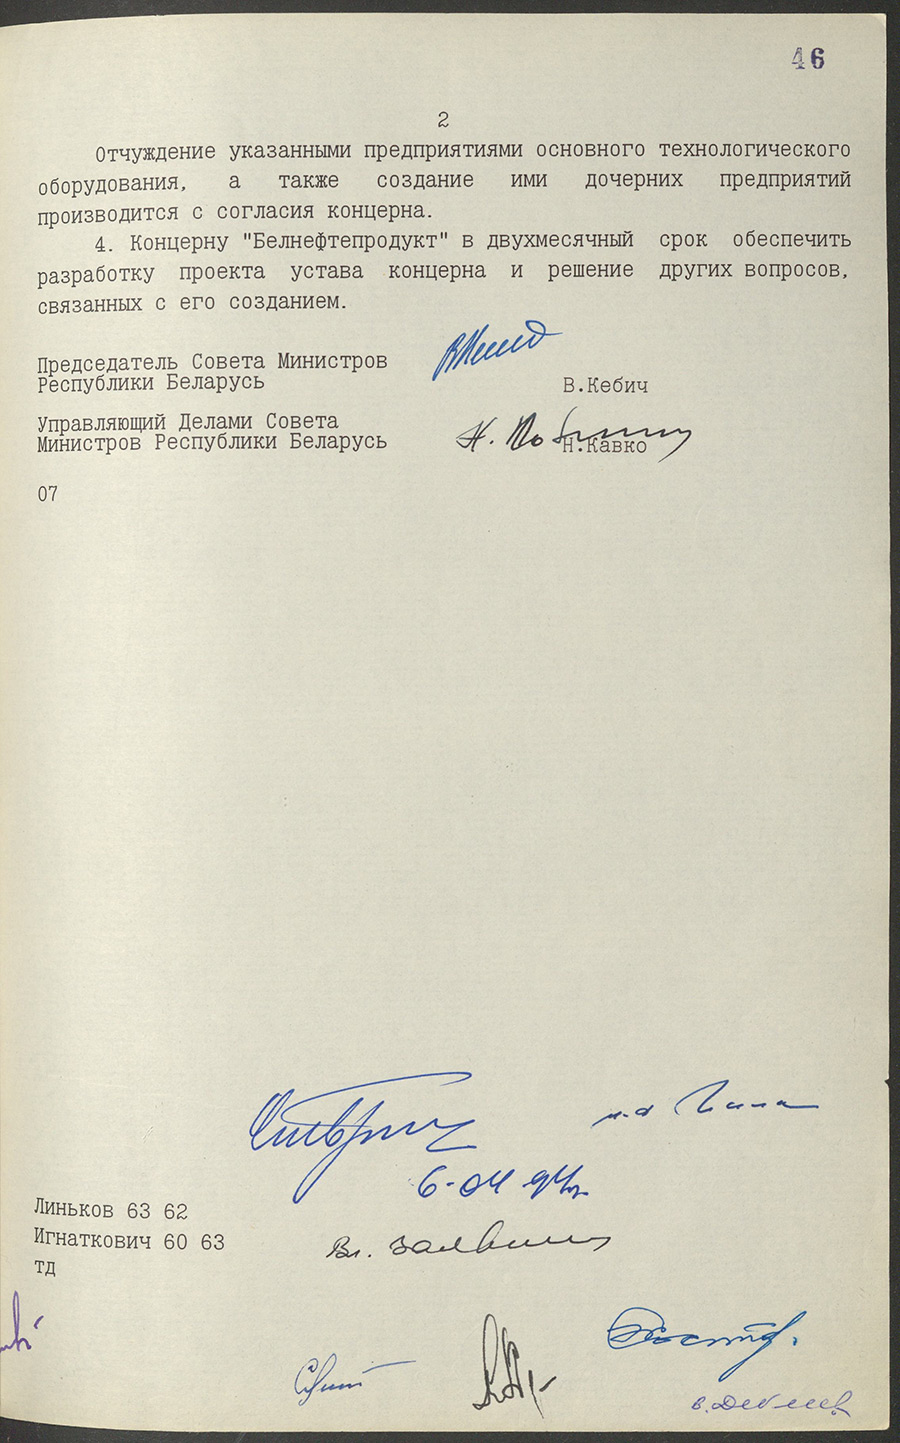 46
2
Отчуждение указанными предприятиями основного технологического
оборудования, а также создание ими дочерних предприятий
производится с согласия концерна.
4. Концерну "Белнефтепродукт" в двухмесячный срок обеспечить
разработку проекта устава концерна и решение других вопросов,
связанных с его созданием.
Председатель Совета Министров
Республики Беларусь В.Кебич
Управляющий Делами Совета
Министров Республики Беларусь Н.Кавко
07
6-04
Линьков 63 62
Игнаткович 60 63
Вл.
ТД